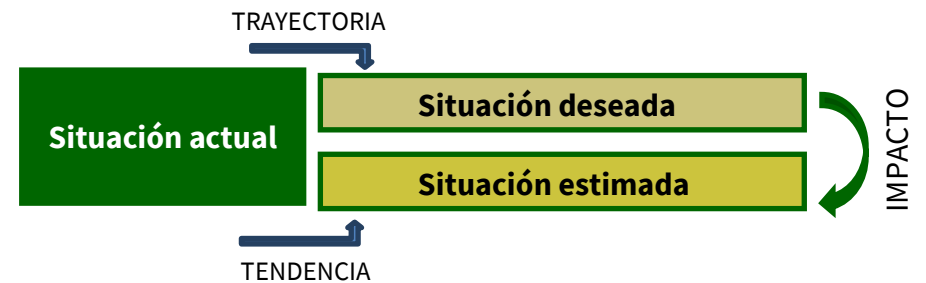 TRAYECTORIA
Situación actual
Situación deseada
Situación estimada
IMPACTO
TENDENCIA